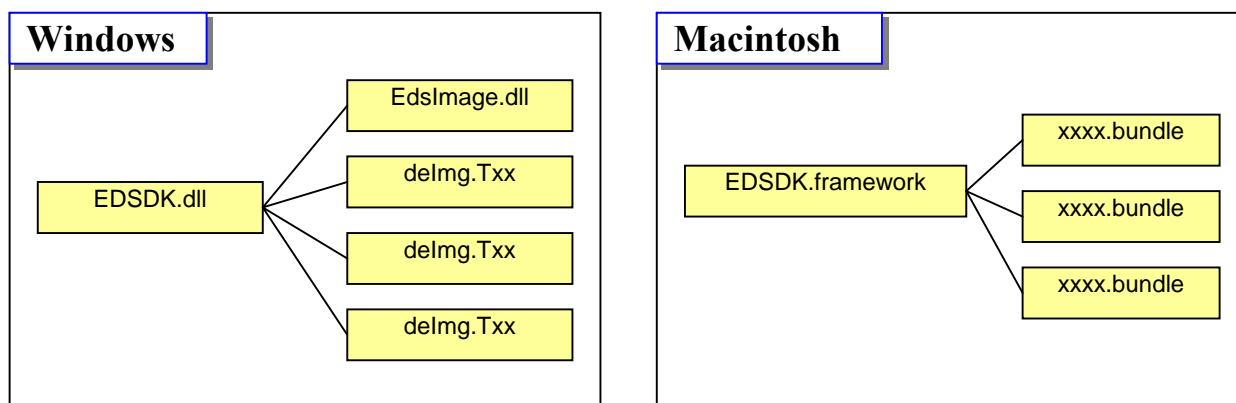 Windows
EdsImage.dll
deImg.Txx
EDSDK.dll
deImg.Txx
deImg.Txx
Macintosh
xxxx.bundle
EDSDK.framework
xxxx.bundle
xxxx.bundle